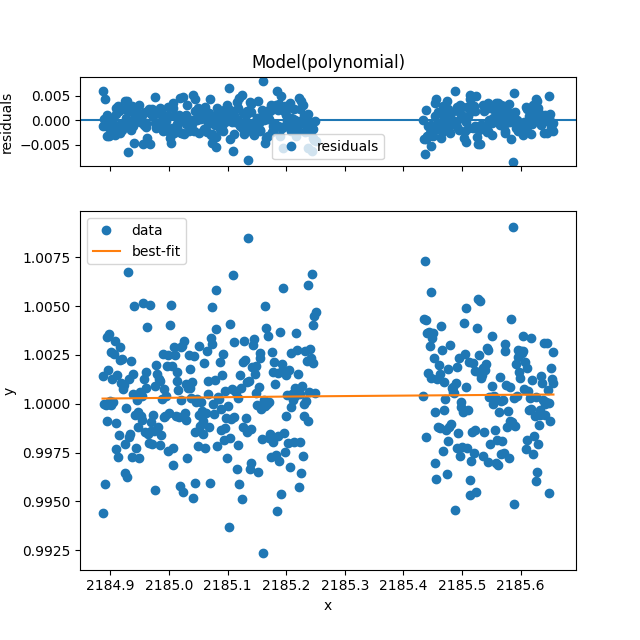 Model(polynomial)
residuals
0.005
0.000
−0.005
residuals
data
best-fit
y
1.0075
1.0050
1.0025
1.0000
0.9975
0.9950
0.9925
2184.9 2185.0 2185.1 2185.2 2185.3 2185.4 2185.5 2185.6
x